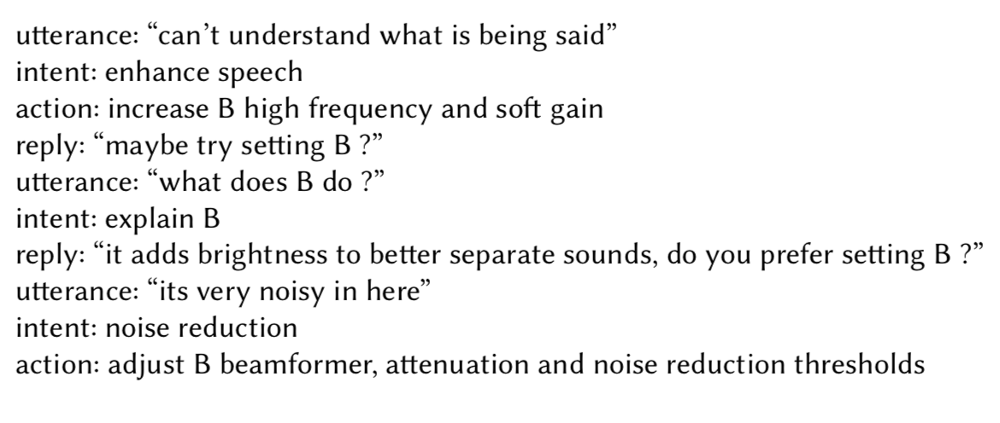 utterance: “can’t understand what is being said”
intent: enhance speech
action: increase B high frequency and soft gain
reply: “maybe try setting B ?”
utterance: “what does B do ?”
intent: explain B
reply: “it adds brightness to better separate sounds, do you prefer setting B ?”
utterance: “its very noisy in here”
intent: noise reduction
action: adjust B beamformer, attenuation and noise reduction thresholds